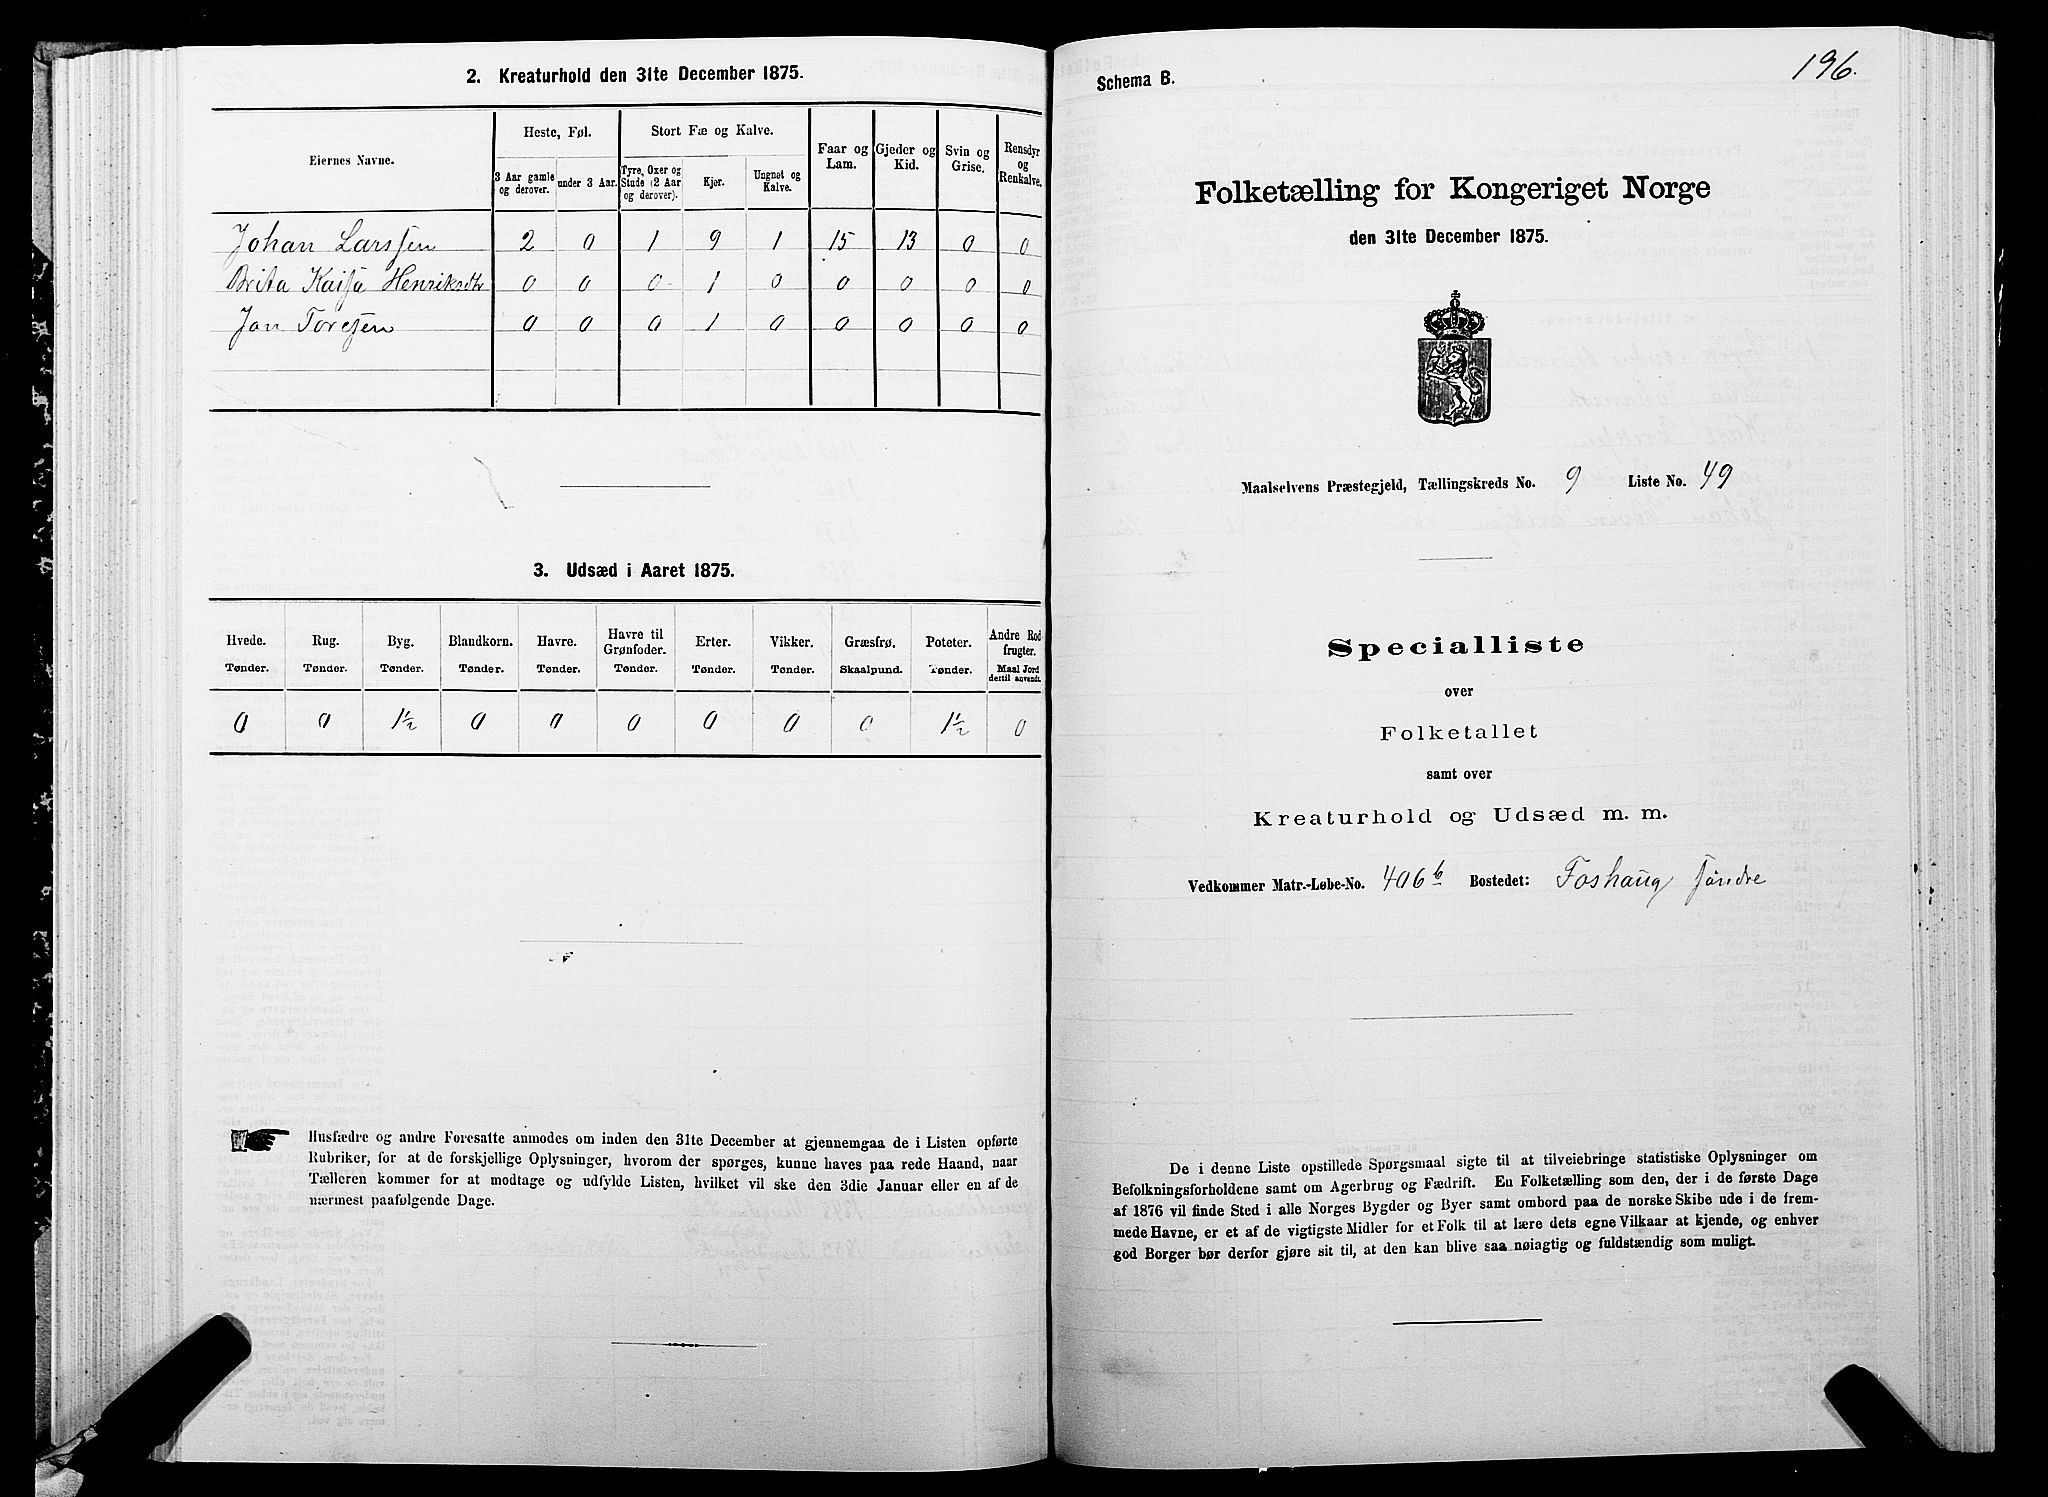 2. Kreaturhold den 31te December 1875.
Eiernes Navne.
Heste, Føl.
Stort Fæ og Kalve.
Faar og Lam.
Gjeder og Kid.
Svin og Grise.
Rensdyr og Renkalve.
3 Aar gamle og derover.
under 3 Aar.
Tyre, Oxer og Stude (2 Aar og derover).
Kjør.
Ungnøt og Kalve.
Johan Larssen 2 0 1 9 1 15 13 0 0
Brita Kaisa Henriksdtr 0 0 0 1 0 0 0 0 0
Jon Toresen 0 0 0 1 0 0 0 0 0
3. Udsæd i Aaret 1875.
Hvede. Rug. Byg. Blandkorn. Havre. Havre til Grønfoder. Erter. Vikker. Græsfrø. Poteter. Andre Rodfrugter.
Tønder. Tønder. Tønder. Tønder. Tønder. Tønder. Tønder. Tønder. Skaalpund. Tønder. Maal Jord dertil anvendt.
0 0 1½ 0 0 0 0 0 0 1½ 0
Husfædre og andre Foresatte anmodes om inden den 31te December at gjennemgaa de i Listen opførte
Rubriker, for at de forskjellige Oplysninger, hvorom der spørges, kunne haves paa rede Haand, naar
Tælleren kommer for at modtage og udfylde Listen, hvilket vil ske den 3die Januar eller en af de
nærmest paafølgende Dage.
196.
Schema B.
Folketælling for Kongeriget Norge
den 31te December 1875.
Maalselvens Præstegjeld, Tællingskreds No. 9 Liste No. 49
Specialliste
over
Folketallet
samt over
Kreaturhold og Udsæd m. m.
Vedkommer Matr.-Løbe-No. 406b Bostedet: Foshaug søndre
De i denne Liste opstillede Spørgsmaal sigte til at tilveiebringe statistiske Oplysninger om
Befolkningsforholdene samt om Agerbrug og Fædrift. En Folketælling som den, der i de første Dage
af 1876 vil finde Sted i alle Norges Bygder og Byer samt ombord paa de norske Skibe ude i de frem-
mede Havne, er et af de vigtigste Midler for et Folk til at lære dets egne Vilkaar at kjende, og enhver
god Borger bør derfor gjøre sit til, at den kan blive saa nøiagtig og fuldstændig som muligt.